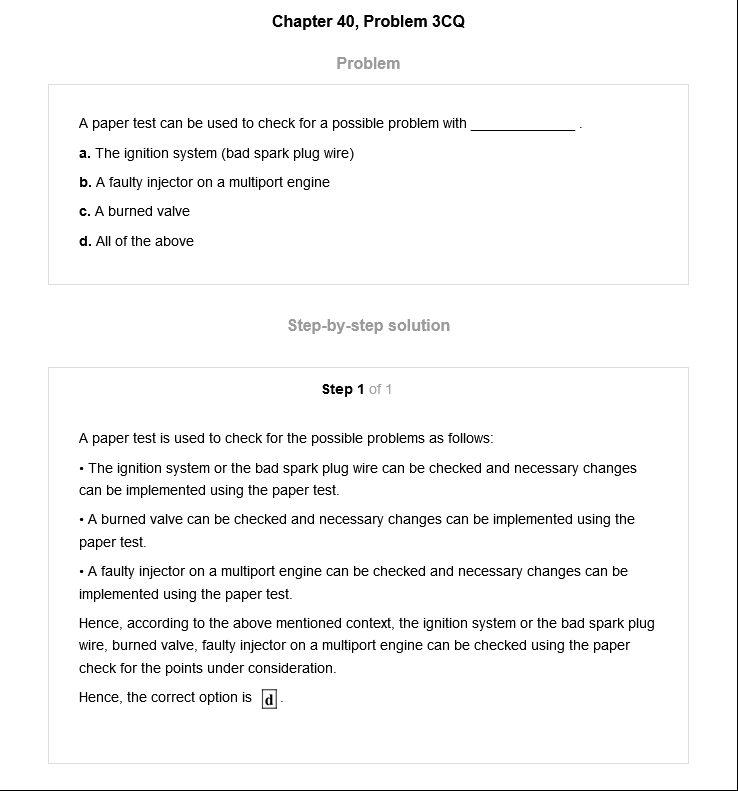 Chapter 40, Problem 3CQ
Problem
A paper test can be used to check for a possible problem with _____________ .
a. The ignition system (bad spark plug wire)
b. A faulty injector on a multiport engine
c. A burned valve
d. All of the above
Step-by-step solution
Step 1 of 1
A paper test is used to check for the possible problems as follows:
• The ignition system or the bad spark plug wire can be checked and necessary changes
can be implemented using the paper test.
• A burned valve can be checked and necessary changes can be implemented using the
paper test.
• A faulty injector on a multiport engine can be checked and necessary changes can be
implemented using the paper test.
Hence, according to the above mentioned context, the ignition system or the bad spark plug
wire, burned valve, faulty injector on a multiport engine can be checked using the paper
check for the points under consideration.
Hence, the correct option is d .